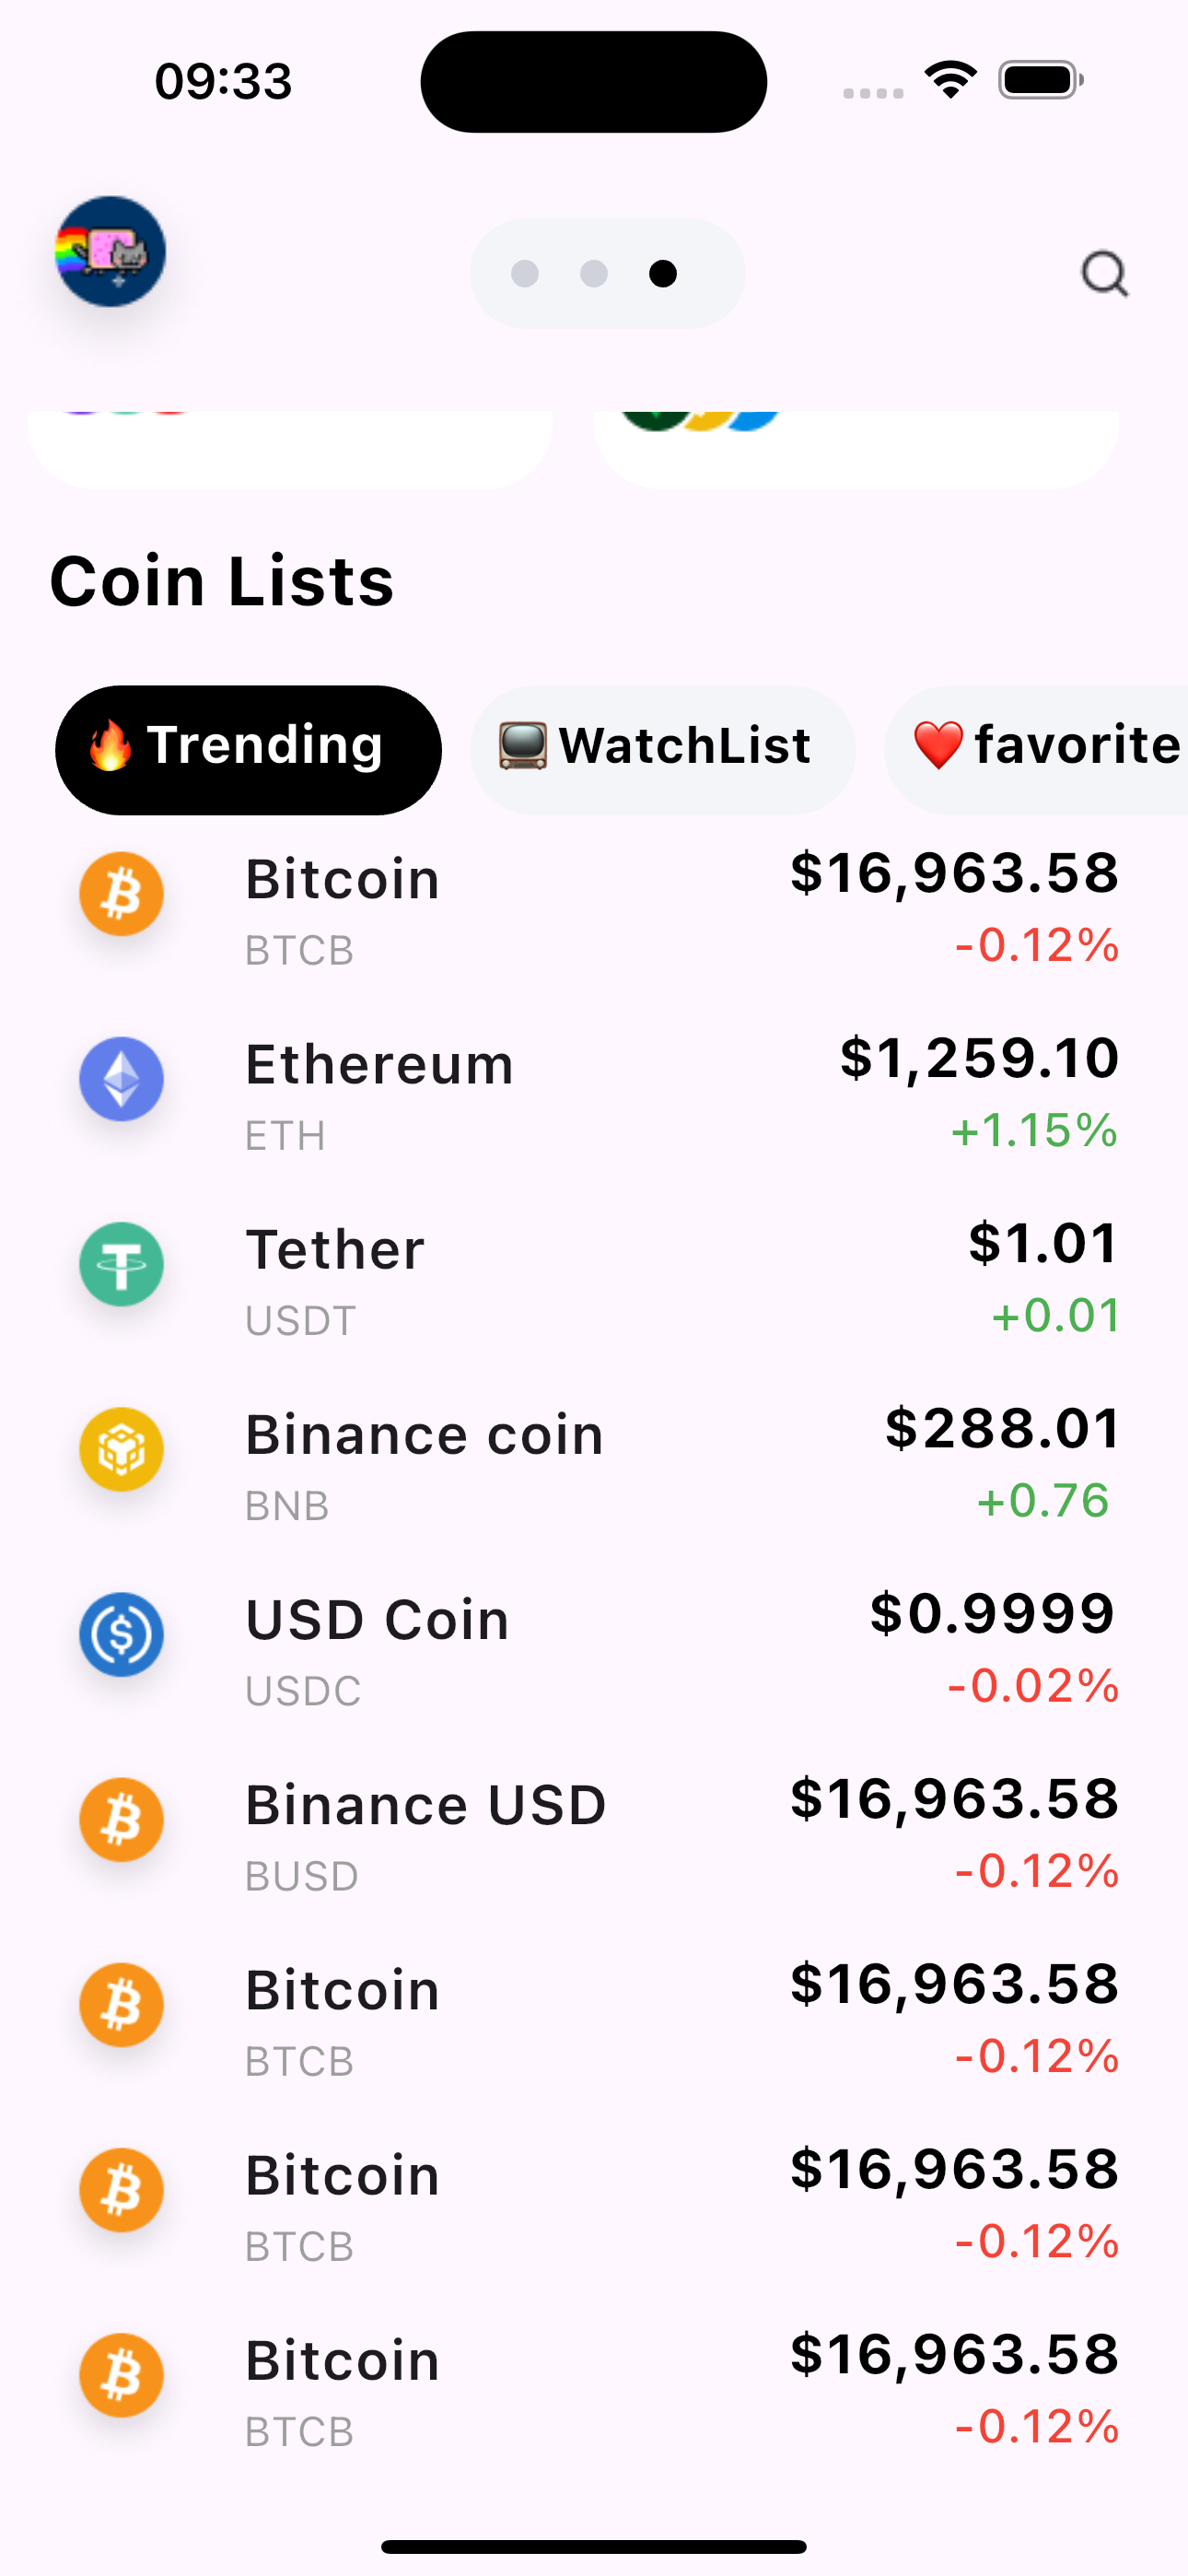 09:33
Coin Lists
🔥 Trending
📺 WatchList
❤️ favorite
Bitcoin $16,963.58
BTCB -0.12%
Ethereum $1,259.10
ETH +1.15%
Tether $1.01
USDT +0.01
Binance coin $288.01
BNB +0.76
USD Coin $0.9999
USDC -0.02%
Binance USD $16,963.58
BUSD -0.12%
Bitcoin $16,963.58
BTCB -0.12%
Bitcoin $16,963.58
BTCB -0.12%
Bitcoin $16,963.58
BTCB -0.12%